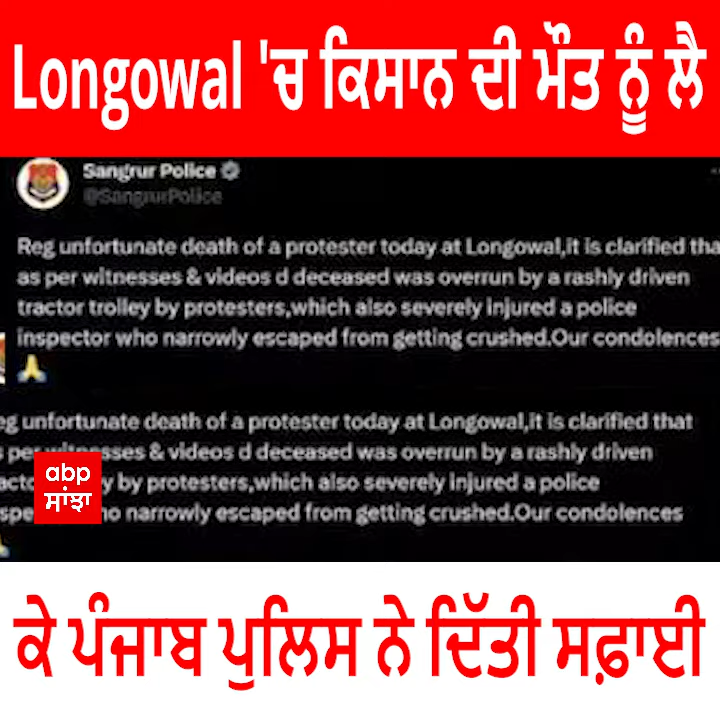 Longowal 'ਚ ਕਿਸਾਨ ਦੀ ਮੌਤ ਨੂੰ ਲੈ
Sangrur Police
@SangrurPolice
Reg unfortunate death of a protester today at Longowal,it is clarified tha
as per witnesses & videos d deceased was overrun by a rashly driven
tractor trolley by protesters,which also severely injured a police
inspector who narrowly escaped from getting crushed.Our condolences
🙏
eg unfortunate death of a protester today at Longowal,it is clarified that
sses & videos d deceased was overrun by a rashly driven
y by protesters,which also severely injured a police
ho narrowly escaped from getting crushed.Our condolences
abp
ਸਾਂਝਾ
ਕੇ ਪੰਜਾਬ ਪੁਲਿਸ ਨੇ ਦਿੱਤੀ ਸਫ਼ਾਈ